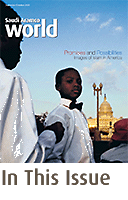 Saudi Aramco
world
Promises and Possibilities
Images of Islam in America
In This Issue